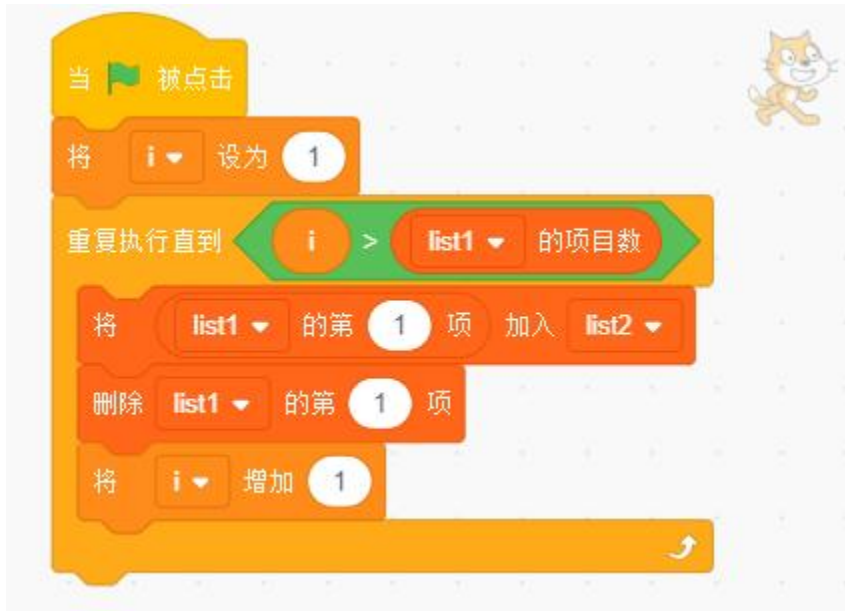 当 被点击
将 i 设为 1
重复执行直到 i > list1 的项目数
将 list1 的第 1 项 加入 list2
删除 list1 的第 1 项
将 i 增加 1